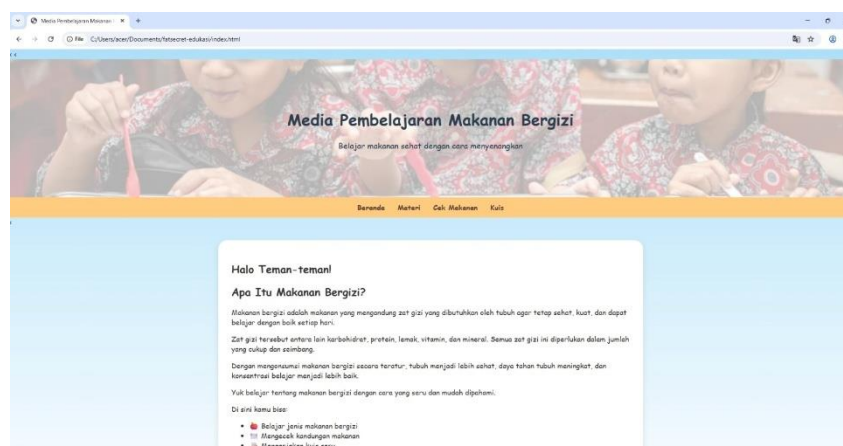 Media Pembelajaran Makanan
File C:/Users/acer/Documents/fatsecret-edukasi/index.html
Media Pembelajaran Makanan Bergizi
Belajar makanan sehat dengan cara menyenangkan
Beranda Materi Cek Makanan Kuis
Halo Teman-teman!
Apa Itu Makanan Bergizi?
Makanan bergizi adalah makanan yang mengandung zat gizi yang dibutuhkan oleh tubuh agar tetap sehat, kuat, dan dapat
belajar dengan baik setiap hari.
Zat gizi tersebut antara lain karbohidrat, protein, lemak, vitamin, dan mineral. Semua zat gizi ini diperlukan dalam jumlah
yang cukup dan seimbang.
Dengan mengonsumsi makanan bergizi secara teratur, tubuh menjadi lebih sehat, daya tahan tubuh meningkat, dan
konsentrasi belajar menjadi lebih baik.
Yuk belajar tentang makanan bergizi dengan cara yang seru dan mudah dipahami.
Di sini kamu bisa:
Belajar jenis makanan bergizi
Mengecek kandungan makanan
Mengerjakan kuis seru